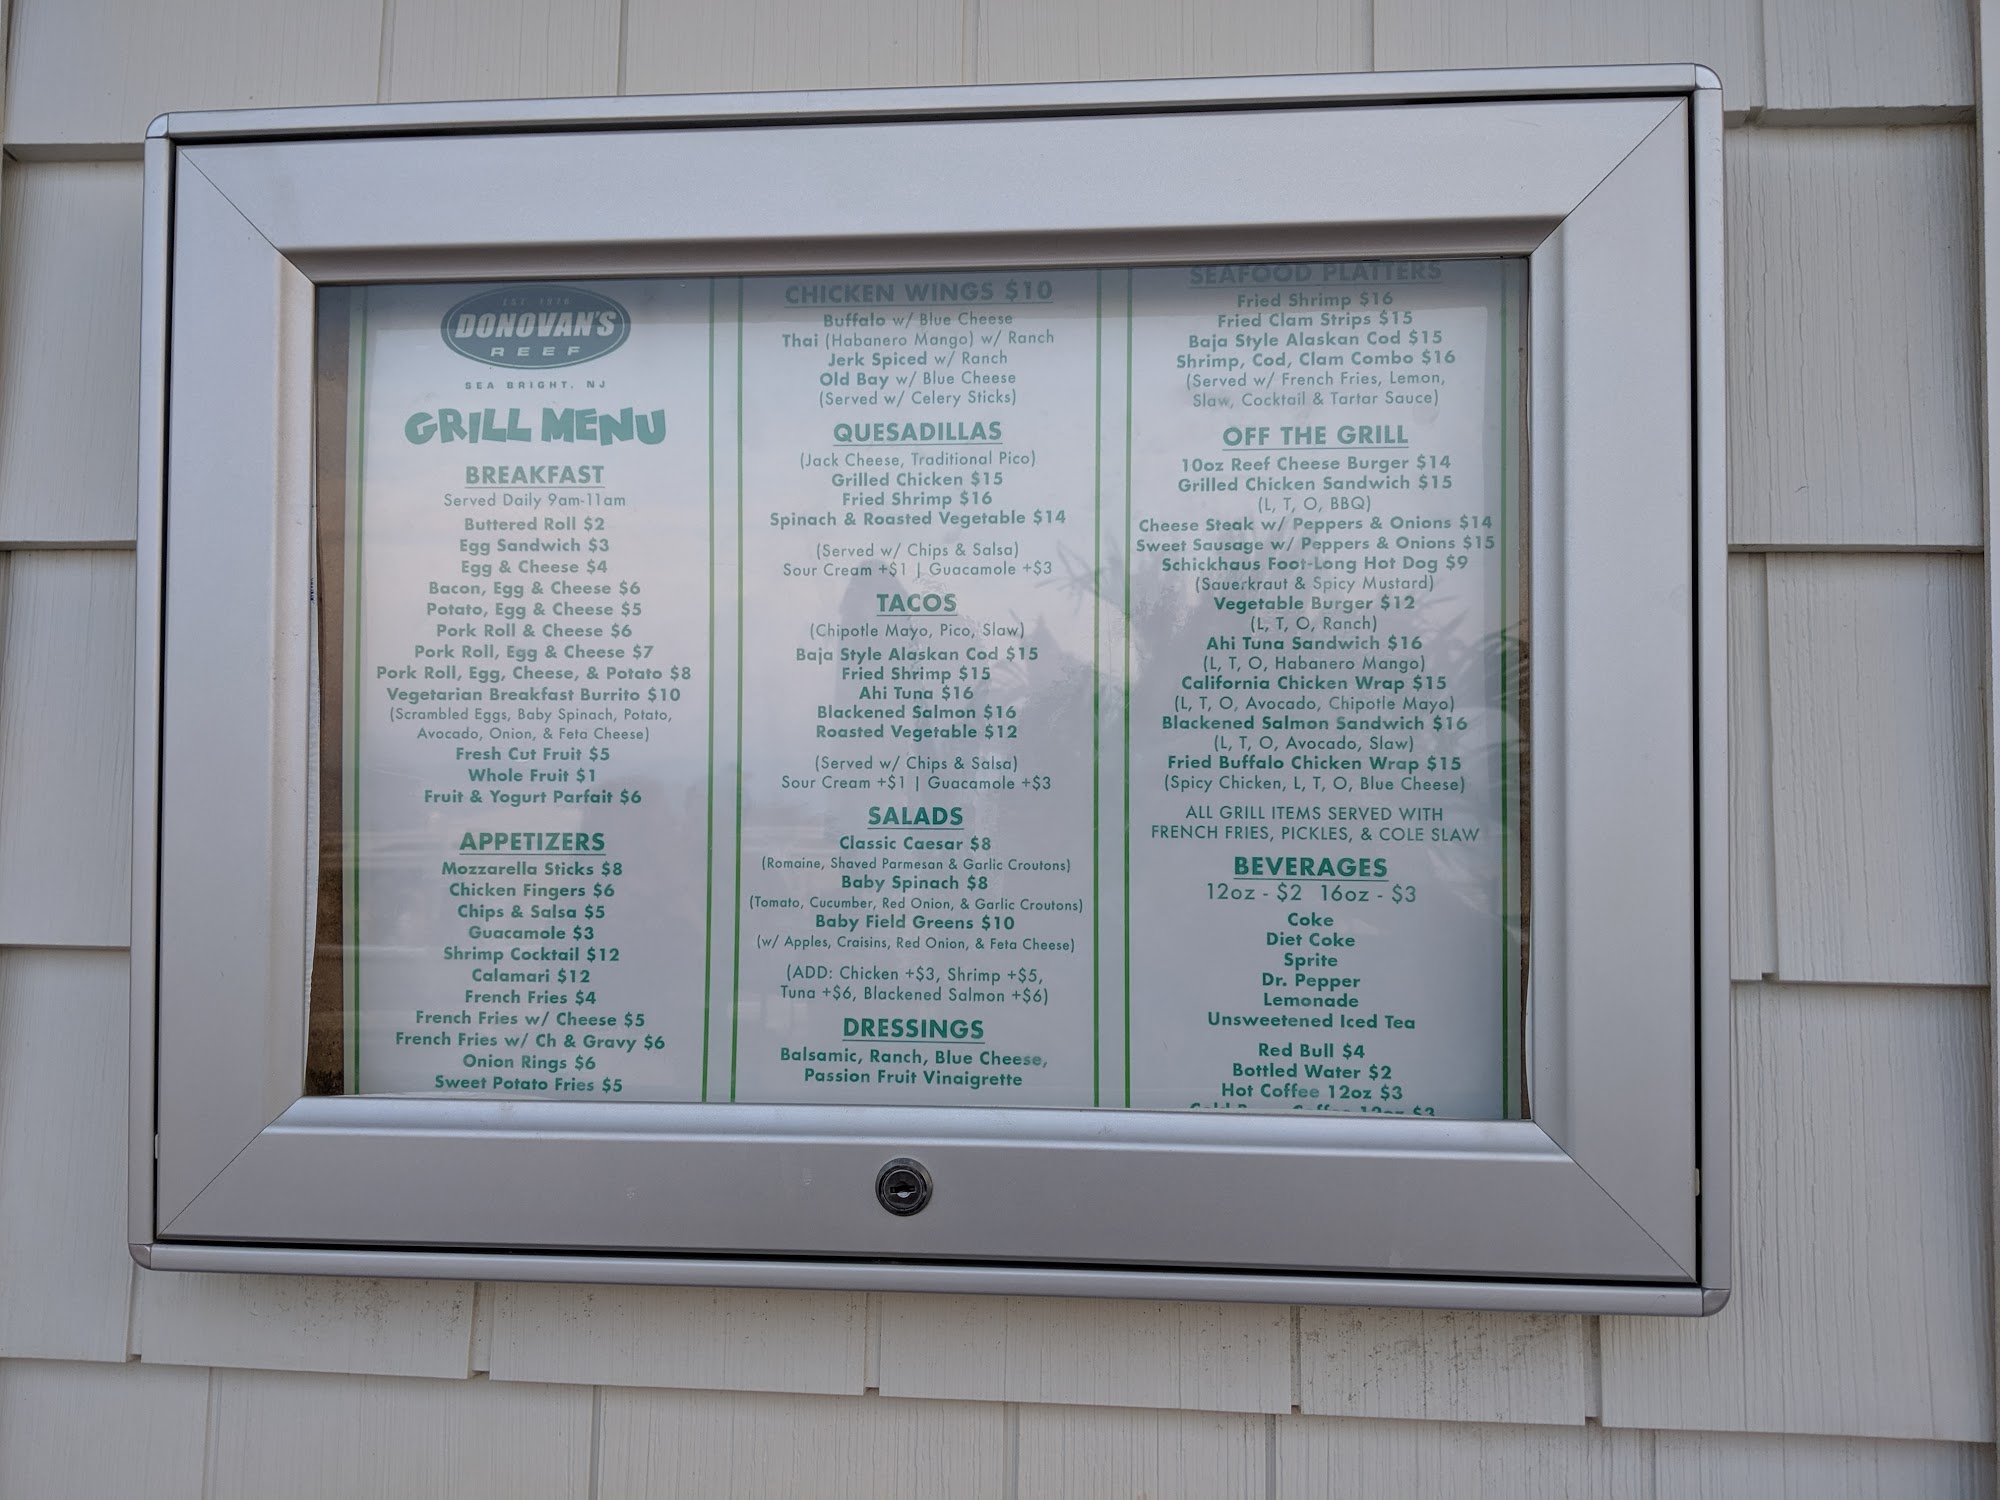 EST. 1976
DONOVAN'S
REEF
SEA BRIGHT, NJ
GRILL MENU
BREAKFAST
Served Daily 9am-11am
Buttered Roll $2
Egg Sandwich $3
Egg & Cheese $4
Bacon, Egg & Cheese $6
Potato, Egg & Cheese $5
Pork Roll & Cheese $6
Pork Roll, Egg & Cheese $7
Pork Roll, Egg, Cheese, & Potato $8
Vegetarian Breakfast Burrito $10
(Scrambled Eggs, Baby Spinach, Potato,
Avocado, Onion, & Feta Cheese)
Fresh Cut Fruit $5
Whole Fruit $1
Fruit & Yogurt Parfait $6
APPETIZERS
Mozzarella Sticks $8
Chicken Fingers $6
Chips & Salsa $5
Guacamole $3
Shrimp Cocktail $12
Calamari $12
French Fries $4
French Fries w/ Cheese $5
French Fries w/ Ch & Gravy $6
Onion Rings $6
Sweet Potato Fries $5
CHICKEN WINGS $10
Buffalo w/ Blue Cheese
Thai (Habanero Mango) w/ Ranch
Jerk Spiced w/ Ranch
Old Bay w/ Blue Cheese
(Served w/ Celery Sticks)
QUESADILLAS
(Jack Cheese, Traditional Pico)
Grilled Chicken $15
Fried Shrimp $16
Spinach & Roasted Vegetable $14
(Served w/ Chips & Salsa)
Sour Cream +$1 | Guacamole +$3
TACOS
(Chipotle Mayo, Pico, Slaw)
Baja Style Alaskan Cod $15
Fried Shrimp $15
Ahi Tuna $16
Blackened Salmon $16
Roasted Vegetable $12
(Served w/ Chips & Salsa)
Sour Cream +$1 | Guacamole +$3
SALADS
Classic Caesar $8
(Romaine, Shaved Parmesan & Garlic Croutons)
Baby Spinach $8
(Tomato, Cucumber, Red Onion, & Garlic Croutons)
Baby Field Greens $10
(w/ Apples, Craisins, Red Onion, & Feta Cheese)
(ADD: Chicken +$3, Shrimp +$5,
Tuna +$6, Blackened Salmon +$6)
DRESSINGS
Balsamic, Ranch, Blue Cheese,
Passion Fruit Vinaigrette
SEAFOOD PLATTERS
Fried Shrimp $16
Fried Clam Strips $15
Baja Style Alaskan Cod $15
Shrimp, Cod, Clam Combo $16
(Served w/ French Fries, Lemon,
Slaw, Cocktail & Tartar Sauce)
OFF THE GRILL
10oz Reef Cheese Burger $14
Grilled Chicken Sandwich $15
(L, T, O, BBQ)
Cheese Steak w/ Peppers & Onions $14
Sweet Sausage w/ Peppers & Onions $15
Schickhaus Foot-Long Hot Dog $9
(Sauerkraut & Spicy Mustard)
Vegetable Burger $12
(L, T, O, Ranch)
Ahi Tuna Sandwich $16
(L, T, O, Habanero Mango)
California Chicken Wrap $15
(L, T, O, Avocado, Chipotle Mayo)
Blackened Salmon Sandwich $16
(L, T, O, Avocado, Slaw)
Fried Buffalo Chicken Wrap $15
(Spicy Chicken, L, T, O, Blue Cheese)
ALL GRILL ITEMS SERVED WITH
FRENCH FRIES, PICKLES, & COLE SLAW
BEVERAGES
12oz - $2 16oz - $3
Coke
Diet Coke
Sprite
Dr. Pepper
Lemonade
Unsweetened Iced Tea
Red Bull $4
Bottled Water $2
Hot Coffee 12oz $3
Coffee 12oz $3